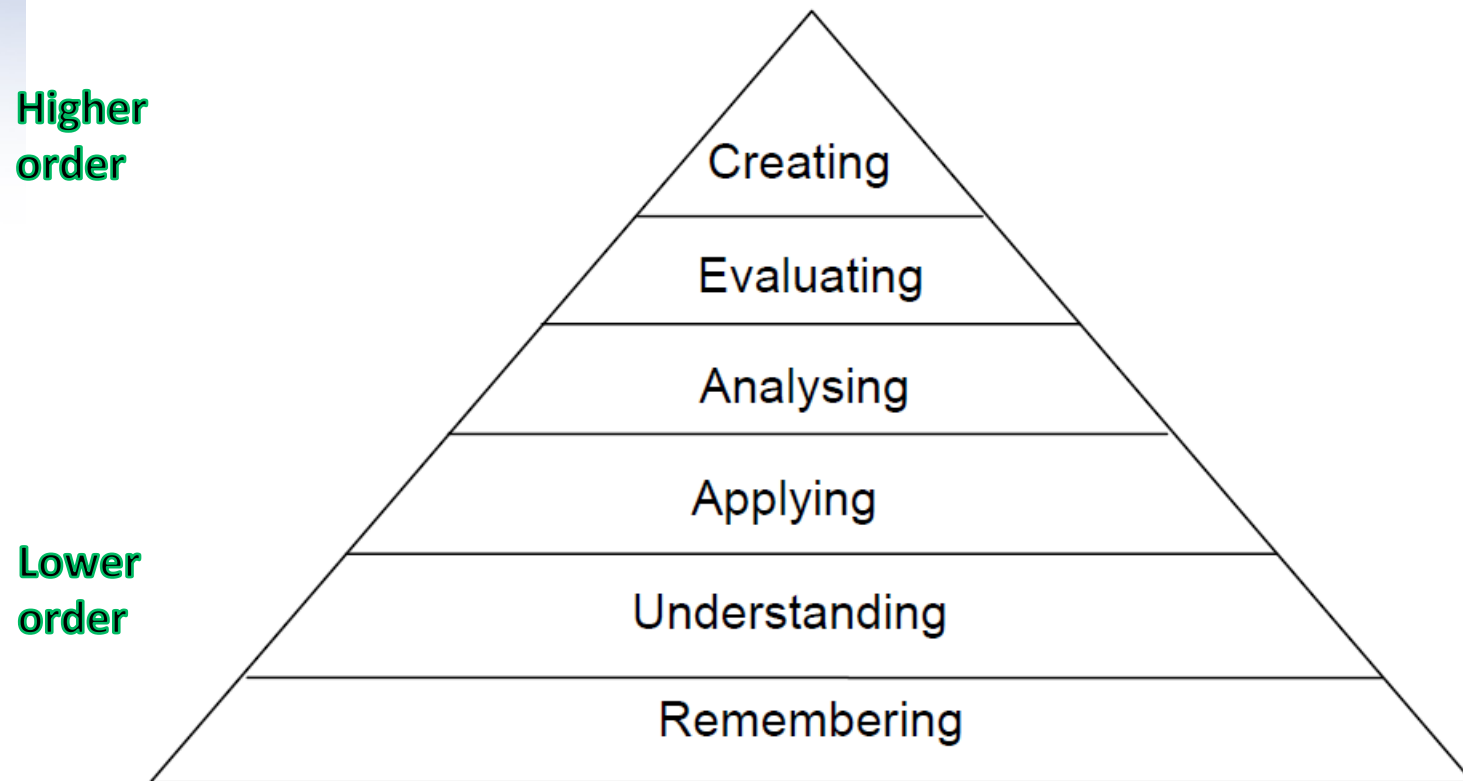 Higher
order
Creating
Evaluating
Analysing
Applying
Lower
order
Understanding
Remembering